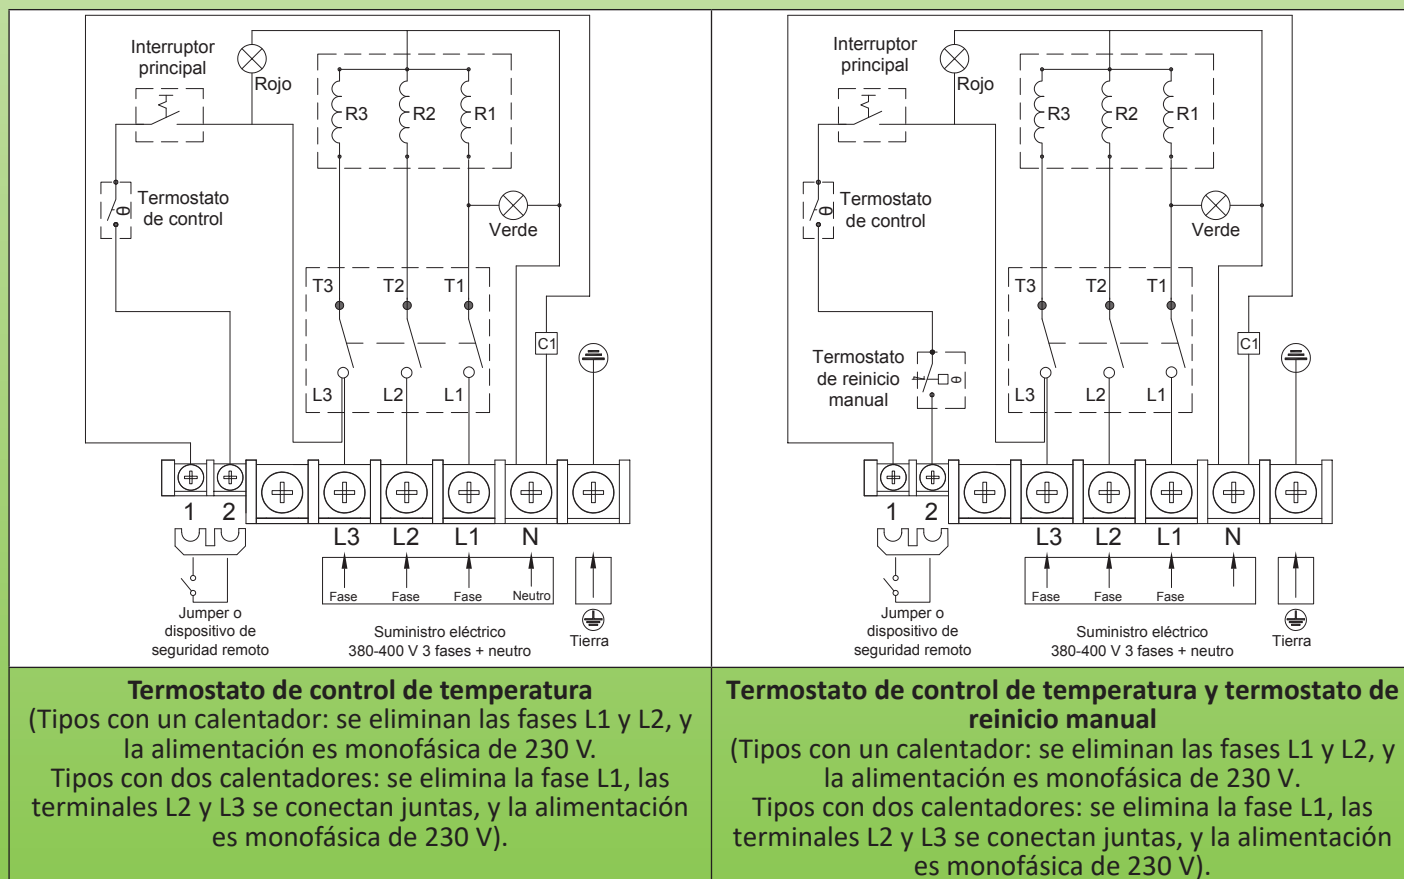 Interruptor
principal
Rojo
R3
R2
R1
Termostato
de control
θ
Verde
T3
T2
T1
C1
L3
L2
L1
1
2
L3
L2
L1
N
Fase
Fase
Fase
Neutro
Jumper o
dispositivo de
seguridad remoto
Suministro eléctrico
380-400 V 3 fases + neutro
Tierra
Termostato de control de temperatura
(Tipos con un calentador: se eliminan las fases L1 y L2, y
la alimentación es monofásica de 230 V.
Tipos con dos calentadores: se elimina la fase L1, las
terminales L2 y L3 se conectan juntas, y la alimentación
es monofásica de 230 V).
Interruptor
principal
Rojo
R3
R2
R1
Termostato
de control
θ
Verde
T3
T2
T1
C1
Termostato
de reinicio
manual
θ
L3
L2
L1
1
2
L3
L2
L1
N
Fase
Fase
Fase
Jumper o
dispositivo de
seguridad remoto
Suministro eléctrico
380-400 V 3 fases + neutro
Tierra
Termostato de control de temperatura y termostato de
reinicio manual
(Tipos con un calentador: se eliminan las fases L1 y L2, y
la alimentación es monofásica de 230 V.
Tipos con dos calentadores: se elimina la fase L1, las
terminales L2 y L3 se conectan juntas, y la alimentación
es monofásica de 230 V).